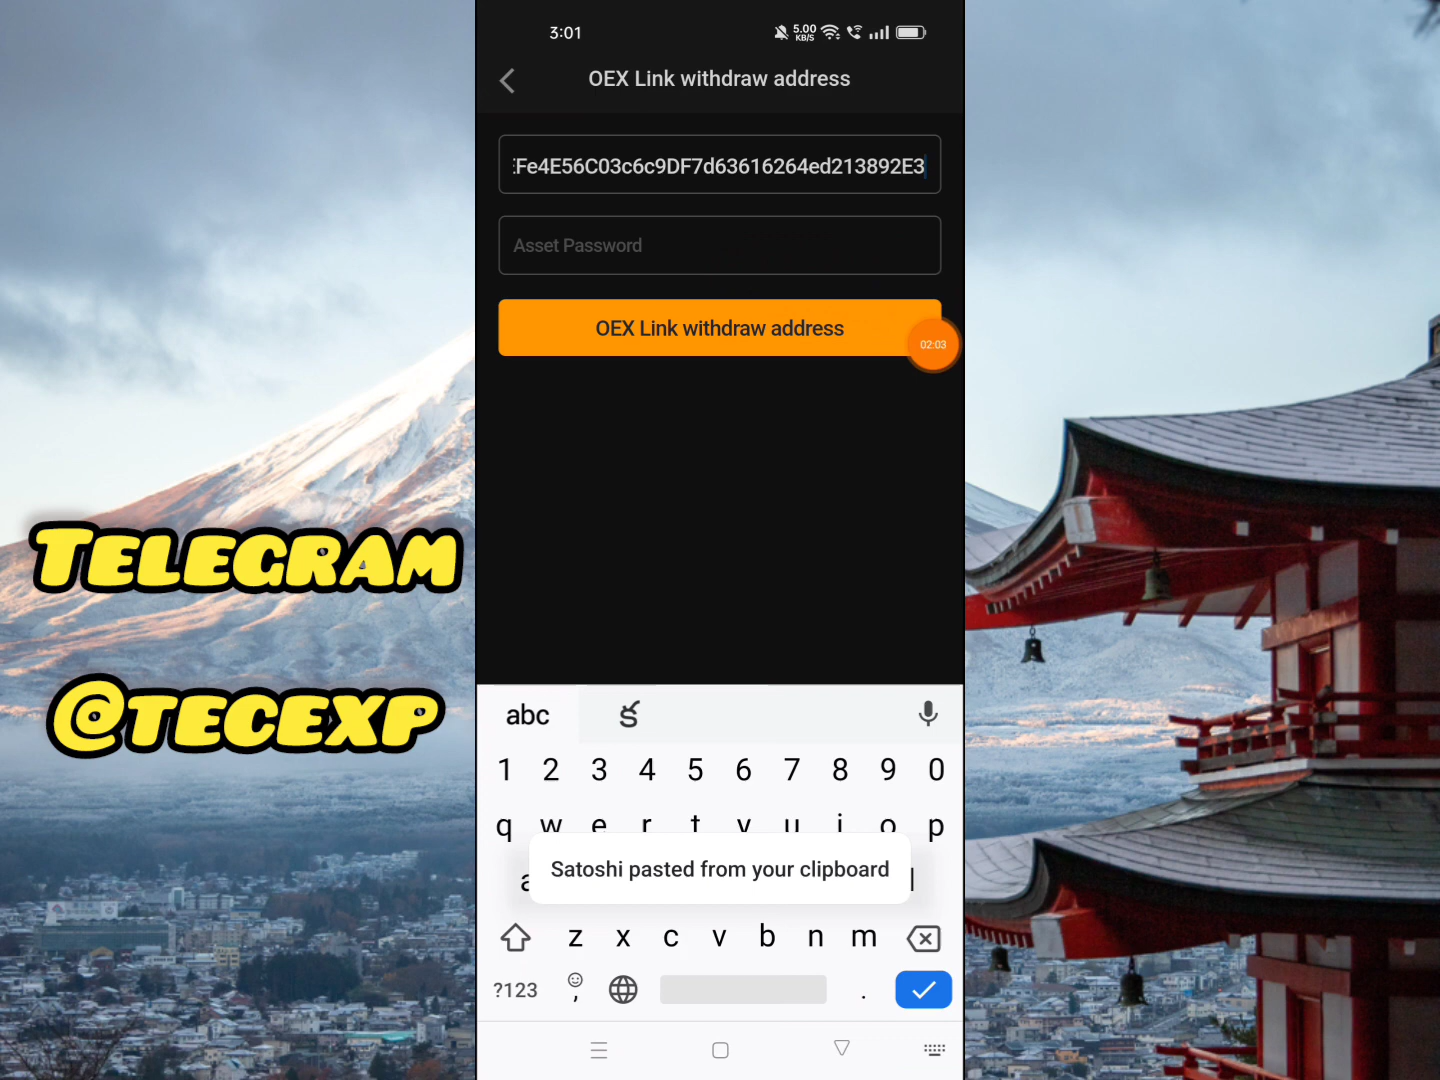 3:01
5.00
KB/S
OEX Link withdraw address
Fe4E56C03c6c9DF7d63616264ed213892E3
Asset Password
OEX Link withdraw address
02:03
TELEGRAM
@TECEXP
abc
క
1 2 3 4 5 6 7 8 9 0
q w e r t y u i o p
a
l
Satoshi pasted from your clipboard
z x c v b n m
?123 , .